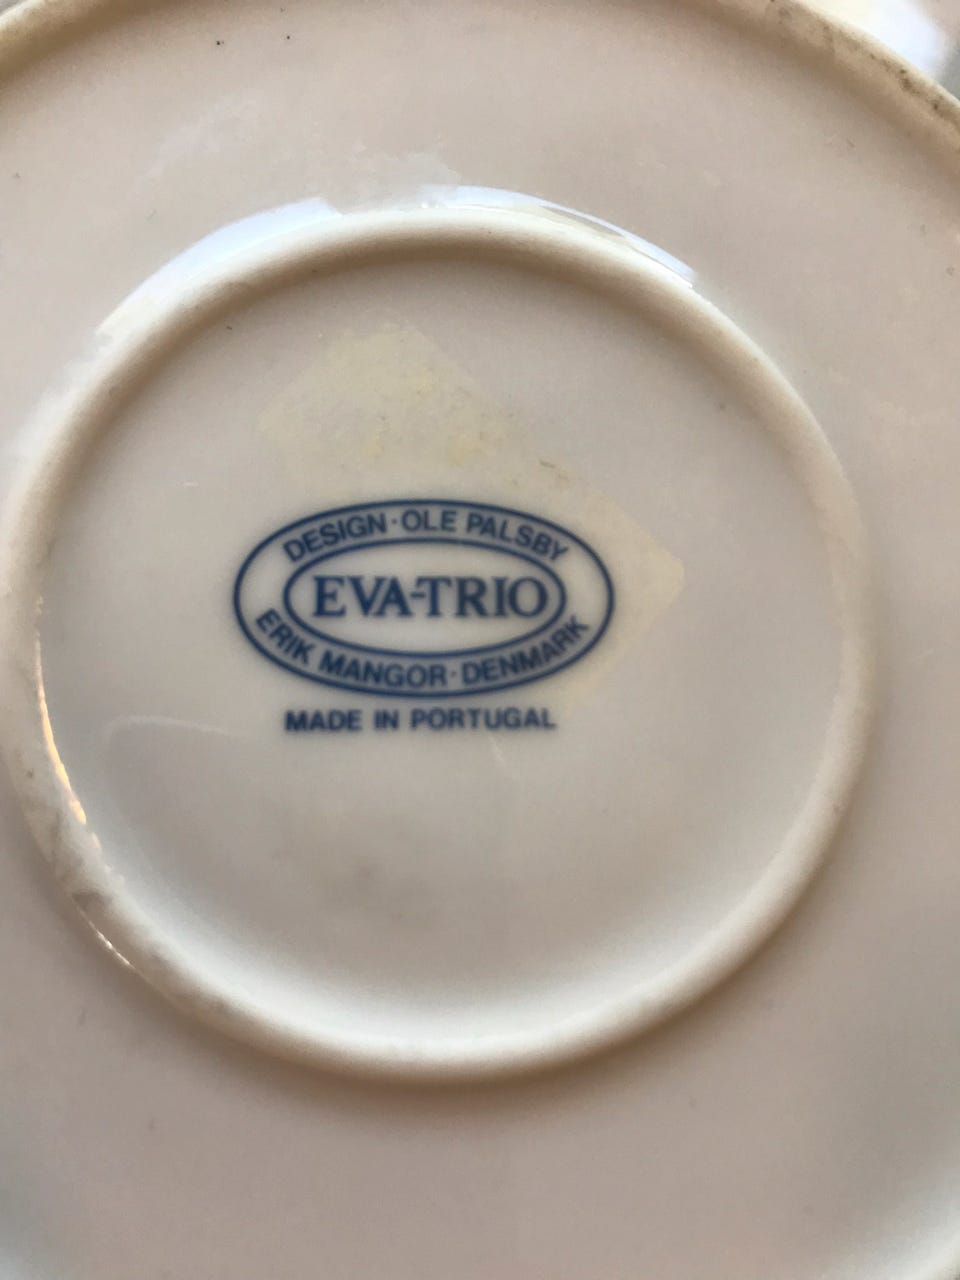 DESIGN·OLE PALSBY
EVA-TRIO
ERIK MANGOR·DENMARK
MADE IN PORTUGAL